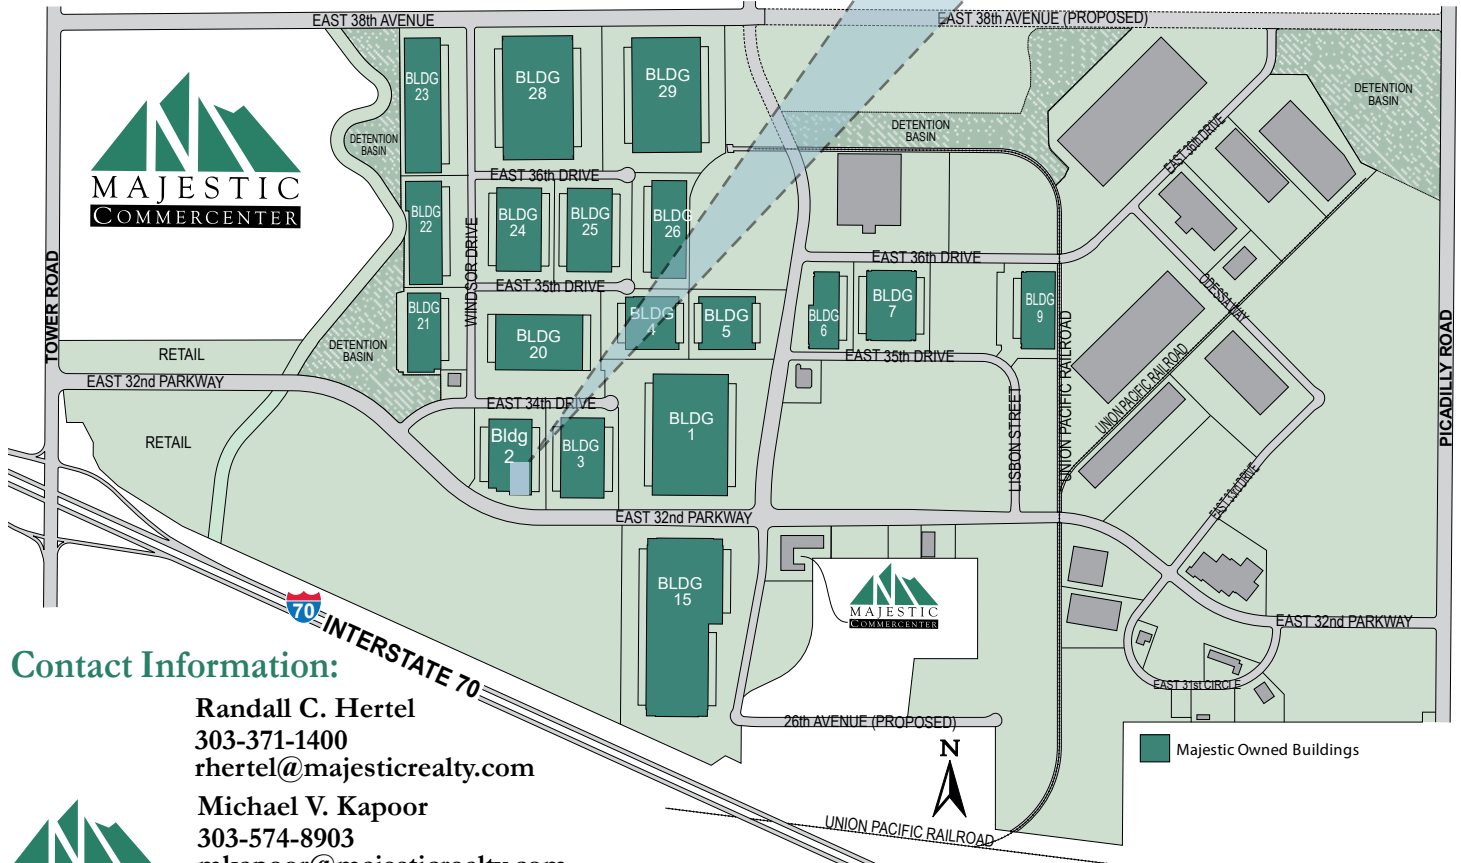 EAST 38th AVENUE
EAST 38th AVENUE (PROPOSED)
MAJESTIC
COMMERCENTER
DETENTION
BASIN
BLDG
23
BLDG
28
BLDG
29
DETENTION
BASIN
DETENTION
BASIN
EAST 36th DRIVE
EAST 36th DRIVE
BLDG
22
BLDG
24
BLDG
25
BLDG
26
WINDSOR DRIVE
EAST 36th DRIVE
TOWER ROAD
EAST 35th DRIVE
BLDG
21
BLDG
20
BLDG
4
BLDG
5
BLDG
6
BLDG
7
BLDG
9
ODESSA WAY
PICADILLY ROAD
UNION PACIFIC RAILROAD
UNION PACIFIC RAILROAD
DETENTION
BASIN
RETAIL
EAST 35th DRIVE
EAST 32nd PARKWAY
EAST 34th DRIVE
LISBON STREET
RETAIL
Bldg
2
BLDG
3
BLDG
1
EAST 33rd DRIVE
EAST 32nd PARKWAY
BLDG
15
MAJESTIC
COMMERCENTER
70
INTERSTATE 70
EAST 32nd PARKWAY
EAST 31st CIRCLE
26th AVENUE (PROPOSED)
N
Majestic Owned Buildings
UNION PACIFIC RAILROAD
Contact Information:
Randall C. Hertel
303-371-1400
rhertel@majesticrealty.com
Michael V. Kapoor
303-574-8903
mkapoor@majesticrealty.com